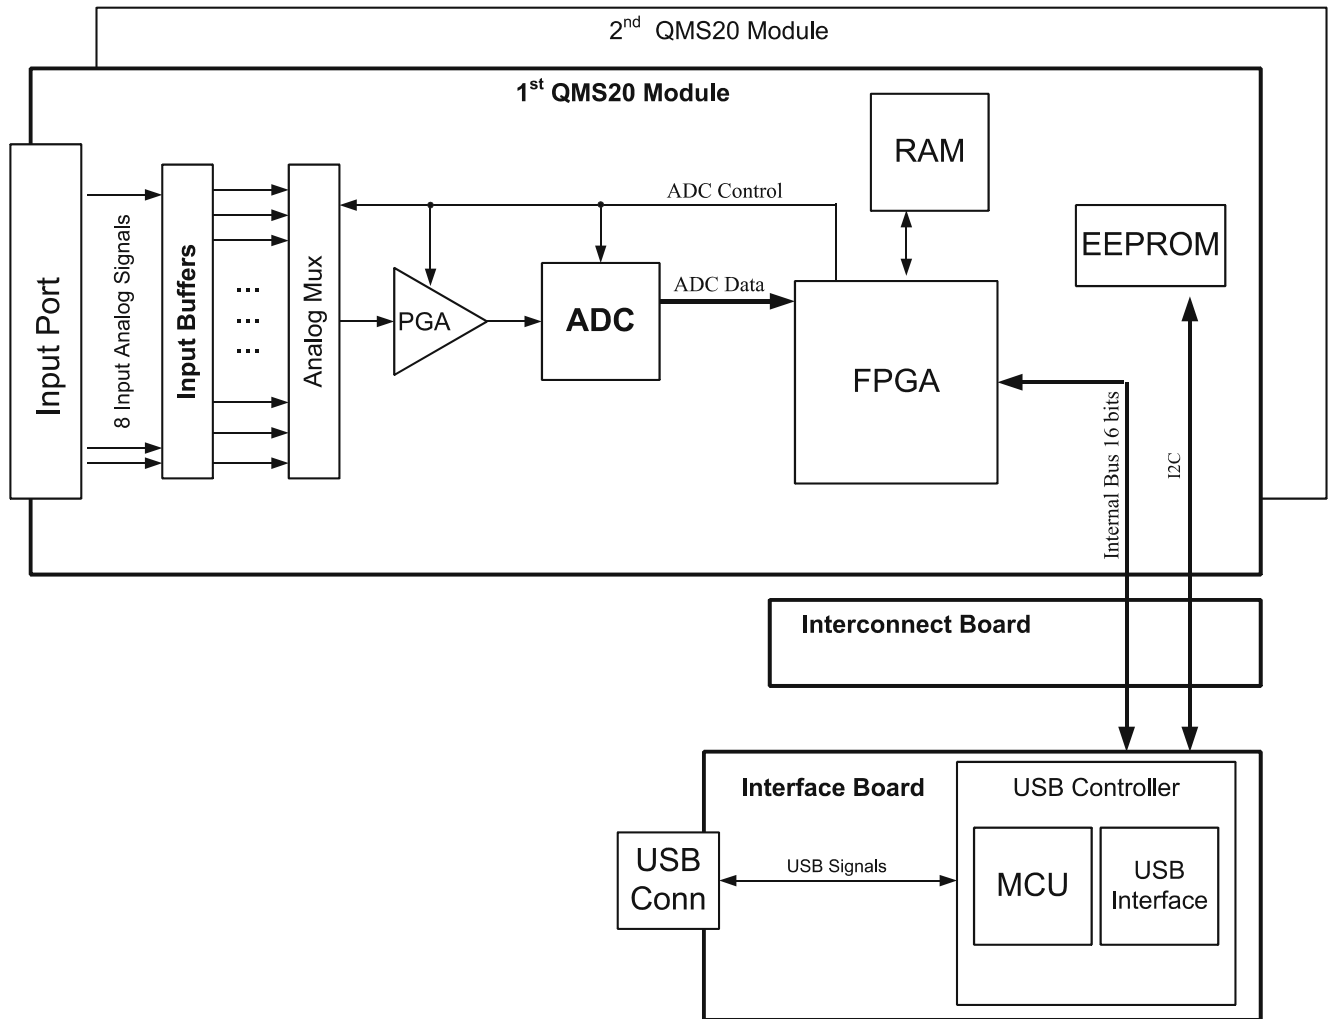 2nd QMS20 Module
1st QMS20 Module
RAM
ADC Control
EEPROM
Input Port
8 Input Analog Signals
Input Buffers
...
...
...
Analog Mux
PGA
ADC
ADC Data
FPGA
Internal Bus 16 bits
I2C
Interconnect Board
Interface Board
USB Controller
USB
Conn
USB Signals
MCU
USB
Interface